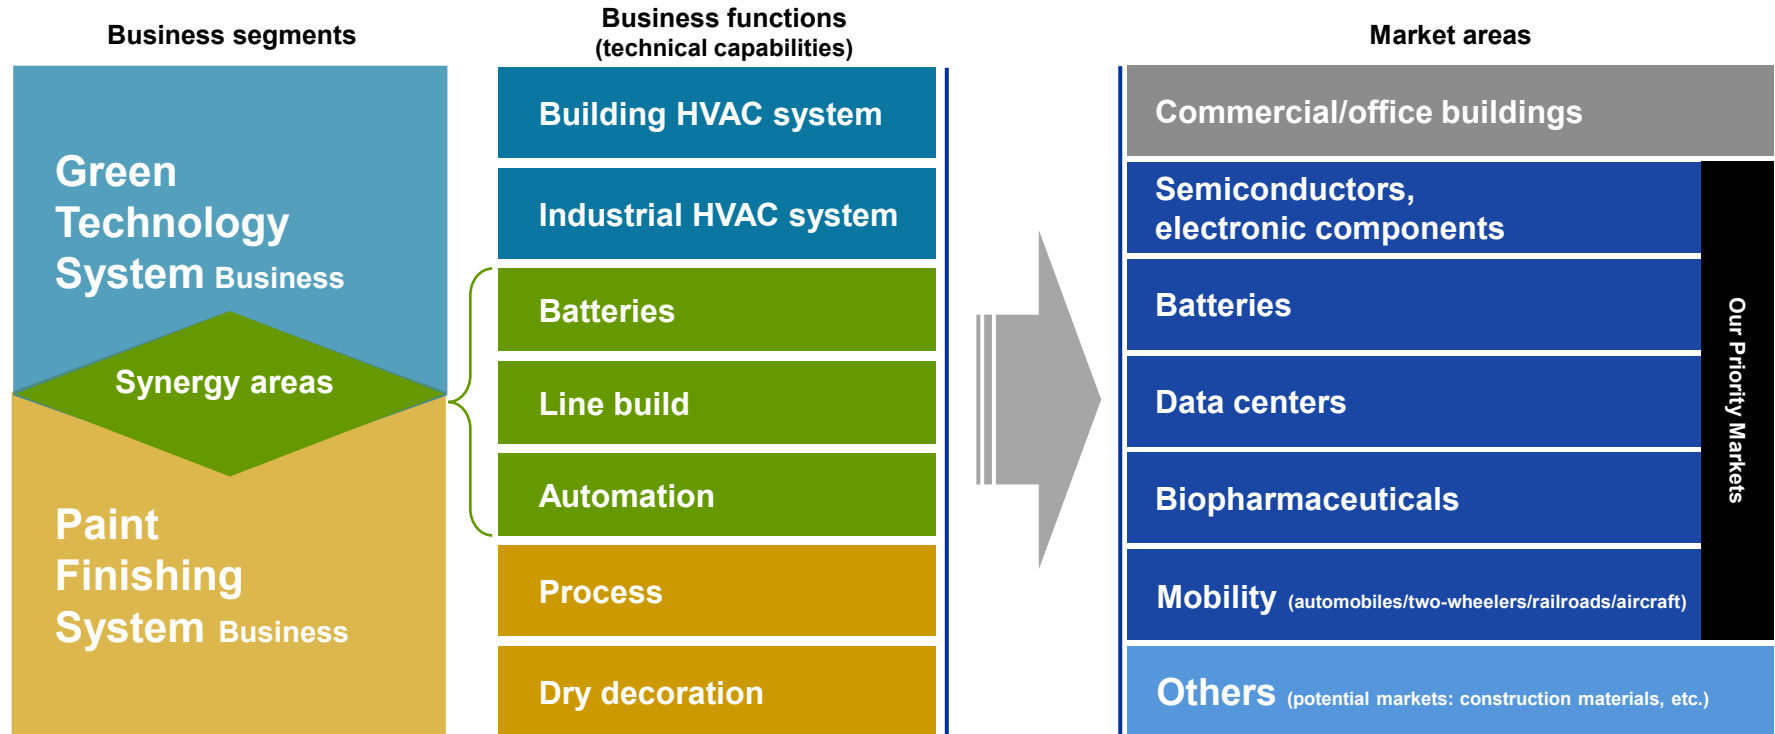 Business segments
Green
Technology
System Business
Synergy areas
Paint
Finishing
System Business
Business functions
(technical capabilities)
Building HVAC system
Industrial HVAC system
Batteries
Line build
Automation
Process
Dry decoration
Market areas
Commercial/office buildings
Semiconductors,
electronic components
Batteries
Data centers
Biopharmaceuticals
Mobility (automobiles/two-wheelers/railroads/aircraft)
Others (potential markets: construction materials, etc.)
Our Priority Markets